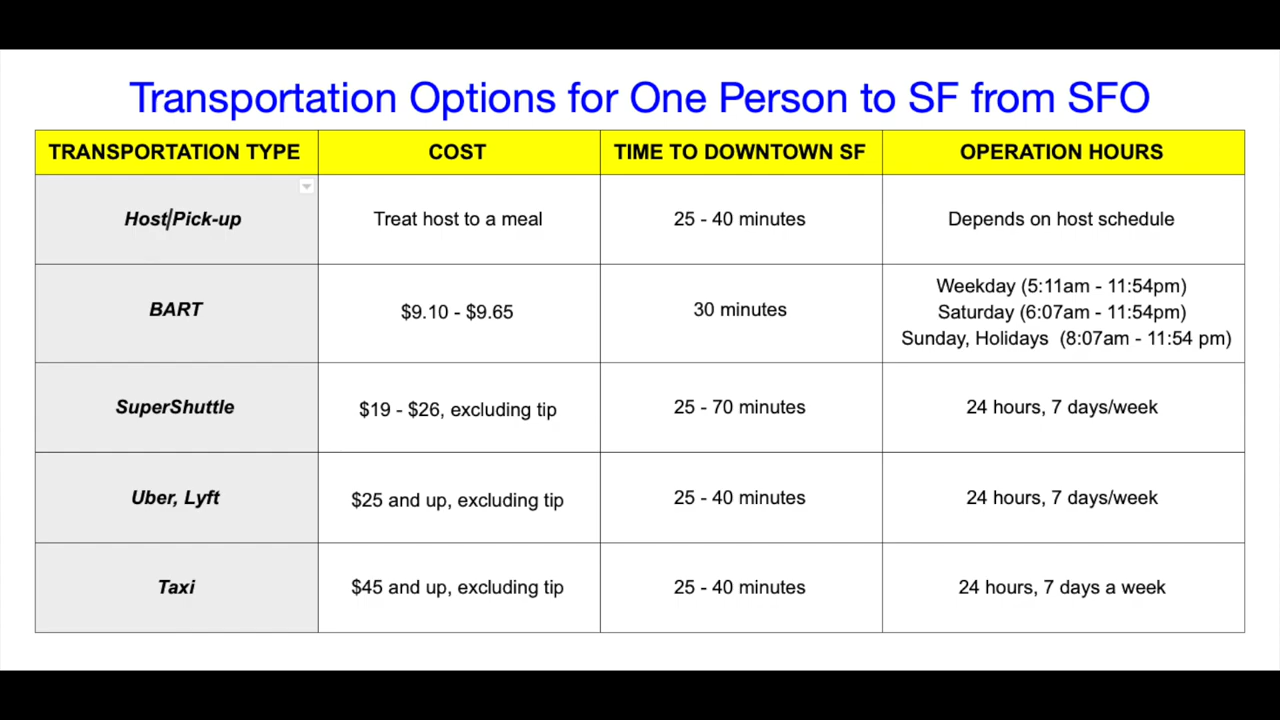 Transportation Options for One Person to SF from SFO
TRANSPORTATION TYPE COST TIME TO DOWNTOWN SF OPERATION HOURS
Host Pick-up Treat host to a meal 25 - 40 minutes Depends on host schedule
BART $9.10 - $9.65 30 minutes Weekday (5:11am - 11:54pm)
Saturday (6:07am - 11:54pm)
Sunday, Holidays (8:07am - 11:54 pm)
SuperShuttle $19 - $26, excluding tip 25 - 70 minutes 24 hours, 7 days/week
Uber, Lyft $25 and up, excluding tip 25 - 40 minutes 24 hours, 7 days/week
Taxi $45 and up, excluding tip 25 - 40 minutes 24 hours, 7 days a week